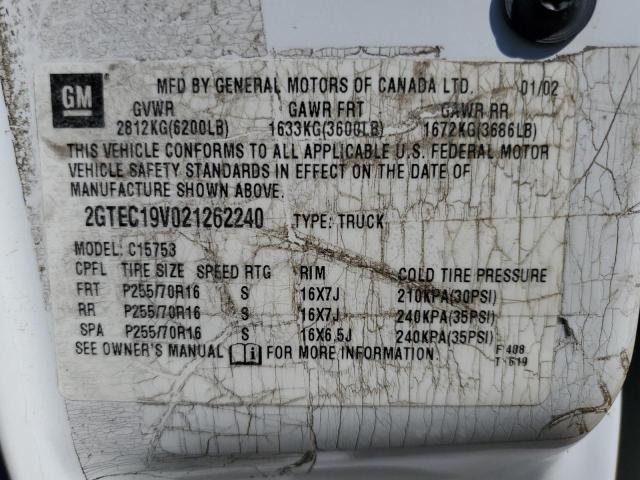 GM MFD BY GENERAL MOTORS OF CANADA LTD. 01/02
GVWR GAWR FRT GAWR RR
2812KG(6200LB) 1633KG(3600LB) 1672KG(3686LB)
THIS VEHICLE CONFORMS TO ALL APPLICABLE U.S. FEDERAL MOTOR
VEHICLE SAFETY STANDARDS IN EFFECT ON THE DATE OF
MANUFACTURE SHOWN ABOVE.
2GTEC19V021262240 TYPE: TRUCK
MODEL: C15753
CPFL TIRE SIZE SPEED RTG RIM COLD TIRE PRESSURE
FRT P255/70R16 S 16X7J 210KPA(30PSI)
RR P255/70R16 S 16X7J 240KPA(35PSI)
SPA P255/70R16 S 16X6.5J 240KPA(35PSI)
SEE OWNER'S MANUAL FOR MORE INFORMATION. F 408
T 619